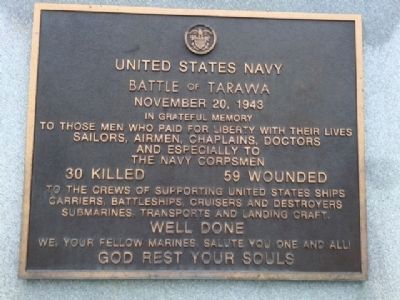 UNITED STATES NAVY
BATTLE OF TARAWA
NOVEMBER 20, 1943
IN GRATEFUL MEMORY
TO THOSE MEN WHO PAID FOR LIBERTY WITH THEIR LIVES
SAILORS, AIRMEN, CHAPLAINS, DOCTORS
AND ESPECIALLY TO
THE NAVY CORPSMEN
30 KILLED 59 WOUNDED
TO THE CREWS OF SUPPORTING UNITED STATES SHIPS
CARRIERS, BATTLESHIPS, CRUISERS AND DESTROYERS
SUBMARINES, TRANSPORTS AND LANDING CRAFT.
WELL DONE
WE, YOUR FELLOW MARINES, SALUTE YOU ONE AND ALL!
GOD REST YOUR SOULS